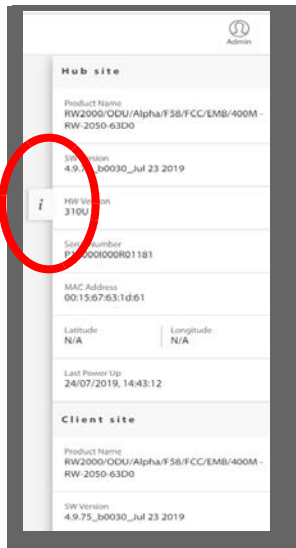 Admin
Hub site
Product Name
RW2000/ODU/Alpha/F58/FCC/EMB/400M -
RW-2050-63D0
SW Version
4.9.75_b0030_Jul 23 2019
i
HW Version
310U
Serial Number
MAC Address
00:15:67:63:1d:61
Latitude
Longitude
N/A
N/A
Last Power Up
24/07/2019, 14:43:12
Client site
Product Name
RW2000/ODU/Alpha/F58/FCC/EMB/400M -
RW-2050-63D0
SW Version
4.9.75_b0030_Jul 23 2019